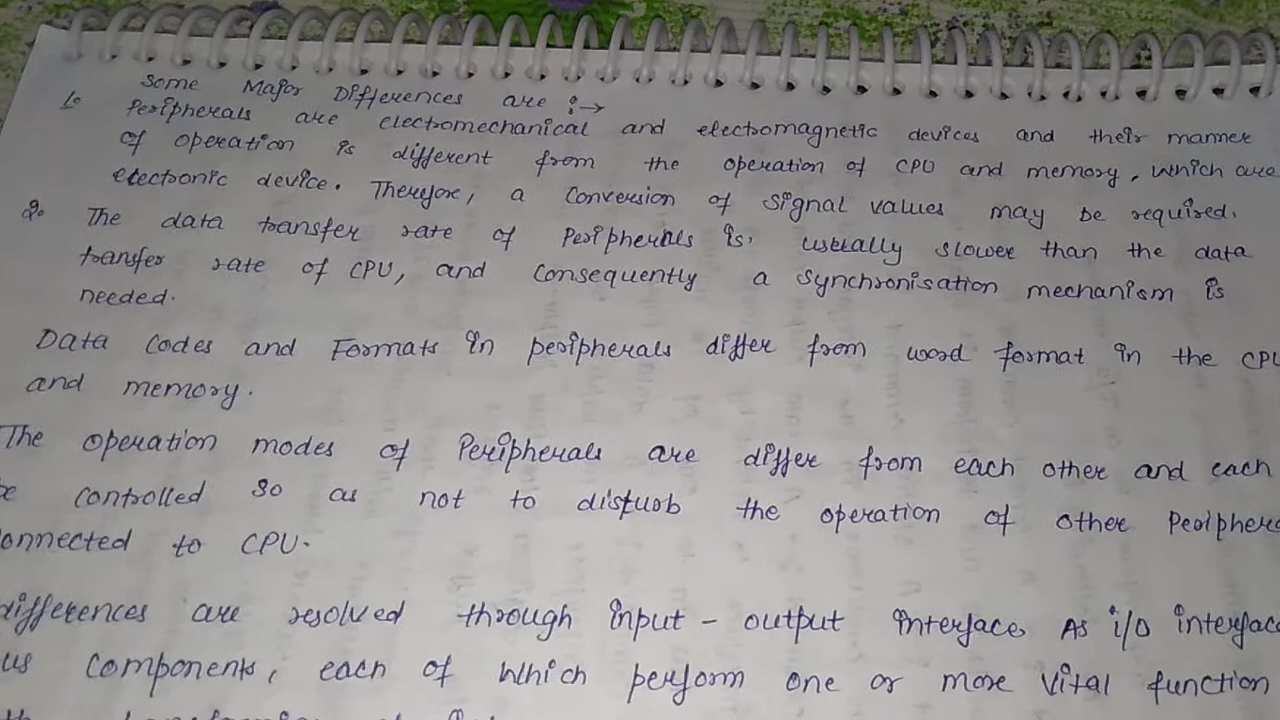 Some Major Differences are :→
1. Peripherals are electromechanical and electromagnetic devices and their manner
of operation is different from the operation of CPU and memory, which are
electronic device. Therefore, a conversion of signal values may be required.
2. The data transfer rate of Peripherals is usually slower than the data
transfer rate of CPU, and consequently a synchronisation mechanism is
needed.
Data codes and Formats in peripherals differ from word format in the CPU
and memory.
The operation modes of Peripherals are differ from each other and each
controlled so as not to disturb the operation of other
connected to CPU.
differences are resolved through input - output interface. As i/o
components, each of which perform one or more vital function